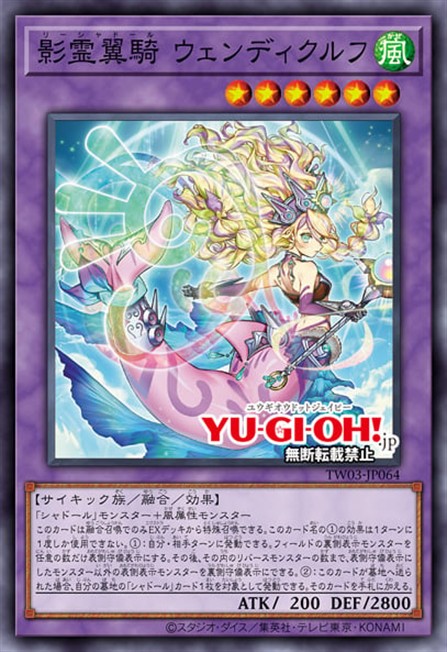 リーシャドール
影霊翼騎 ウェンディクルフ
かぜ
風
ユウギオウドットジェイピー
YU-GI-OH!.jp
無断転載禁止
TW03-JP064
【サイキック族／融合／効果】
「シャドール」モンスター＋風属性モンスター
このカードは融合召喚でのみEXデッキから特殊召喚できる。このカード名の①の効果は1ターンに
1度しか使用できない。①：自分・相手ターンに発動できる。フィールドの裏側表示モンスターを
任意の数だけ表側守備表示にする。その後、その内のリバースモンスターの数まで、表側守備表示に
したモンスター以外の表側表示モンスターを裏側守備表示にできる。②：このカードが墓地へ送ら
れた場合、自分の墓地の「シャドール」カード1枚を対象として発動できる。そのカードを手札に加える。
ATK/ 200 DEF/2800
©スタジオ・ダイス／集英社・テレビ東京・KONAMI